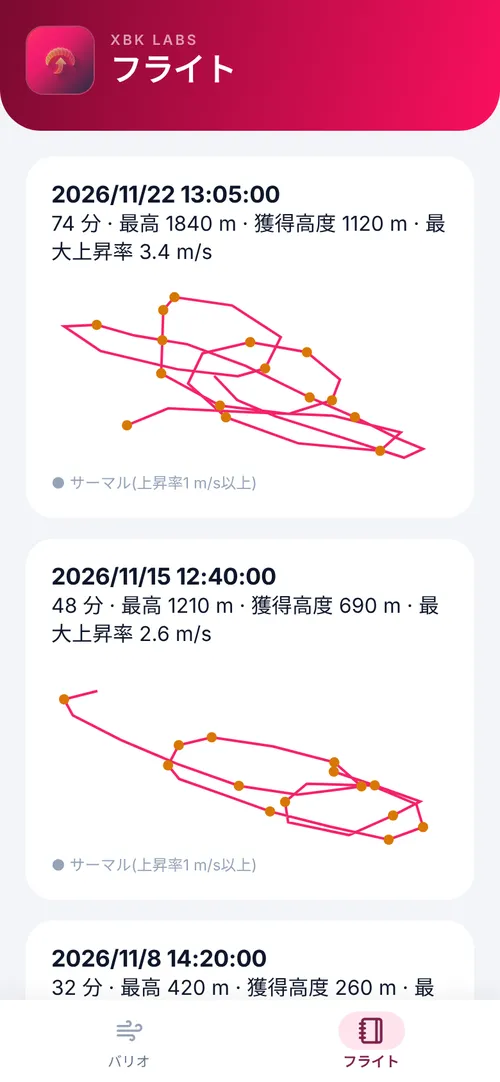 XBK LABS
フライト
2026/11/22 13:05:00
74 分 · 最高 1840 m · 獲得高度 1120 m · 最
大上昇率 3.4 m/s
● サーマル(上昇率1 m/s以上)
2026/11/15 12:40:00
48 分 · 最高 1210 m · 獲得高度 690 m · 最
大上昇率 2.6 m/s
● サーマル(上昇率1 m/s以上)
2026/11/8 14:20:00
32 分 · 最高 420 m · 獲得高度 260 m · 最
バリオ
フライト